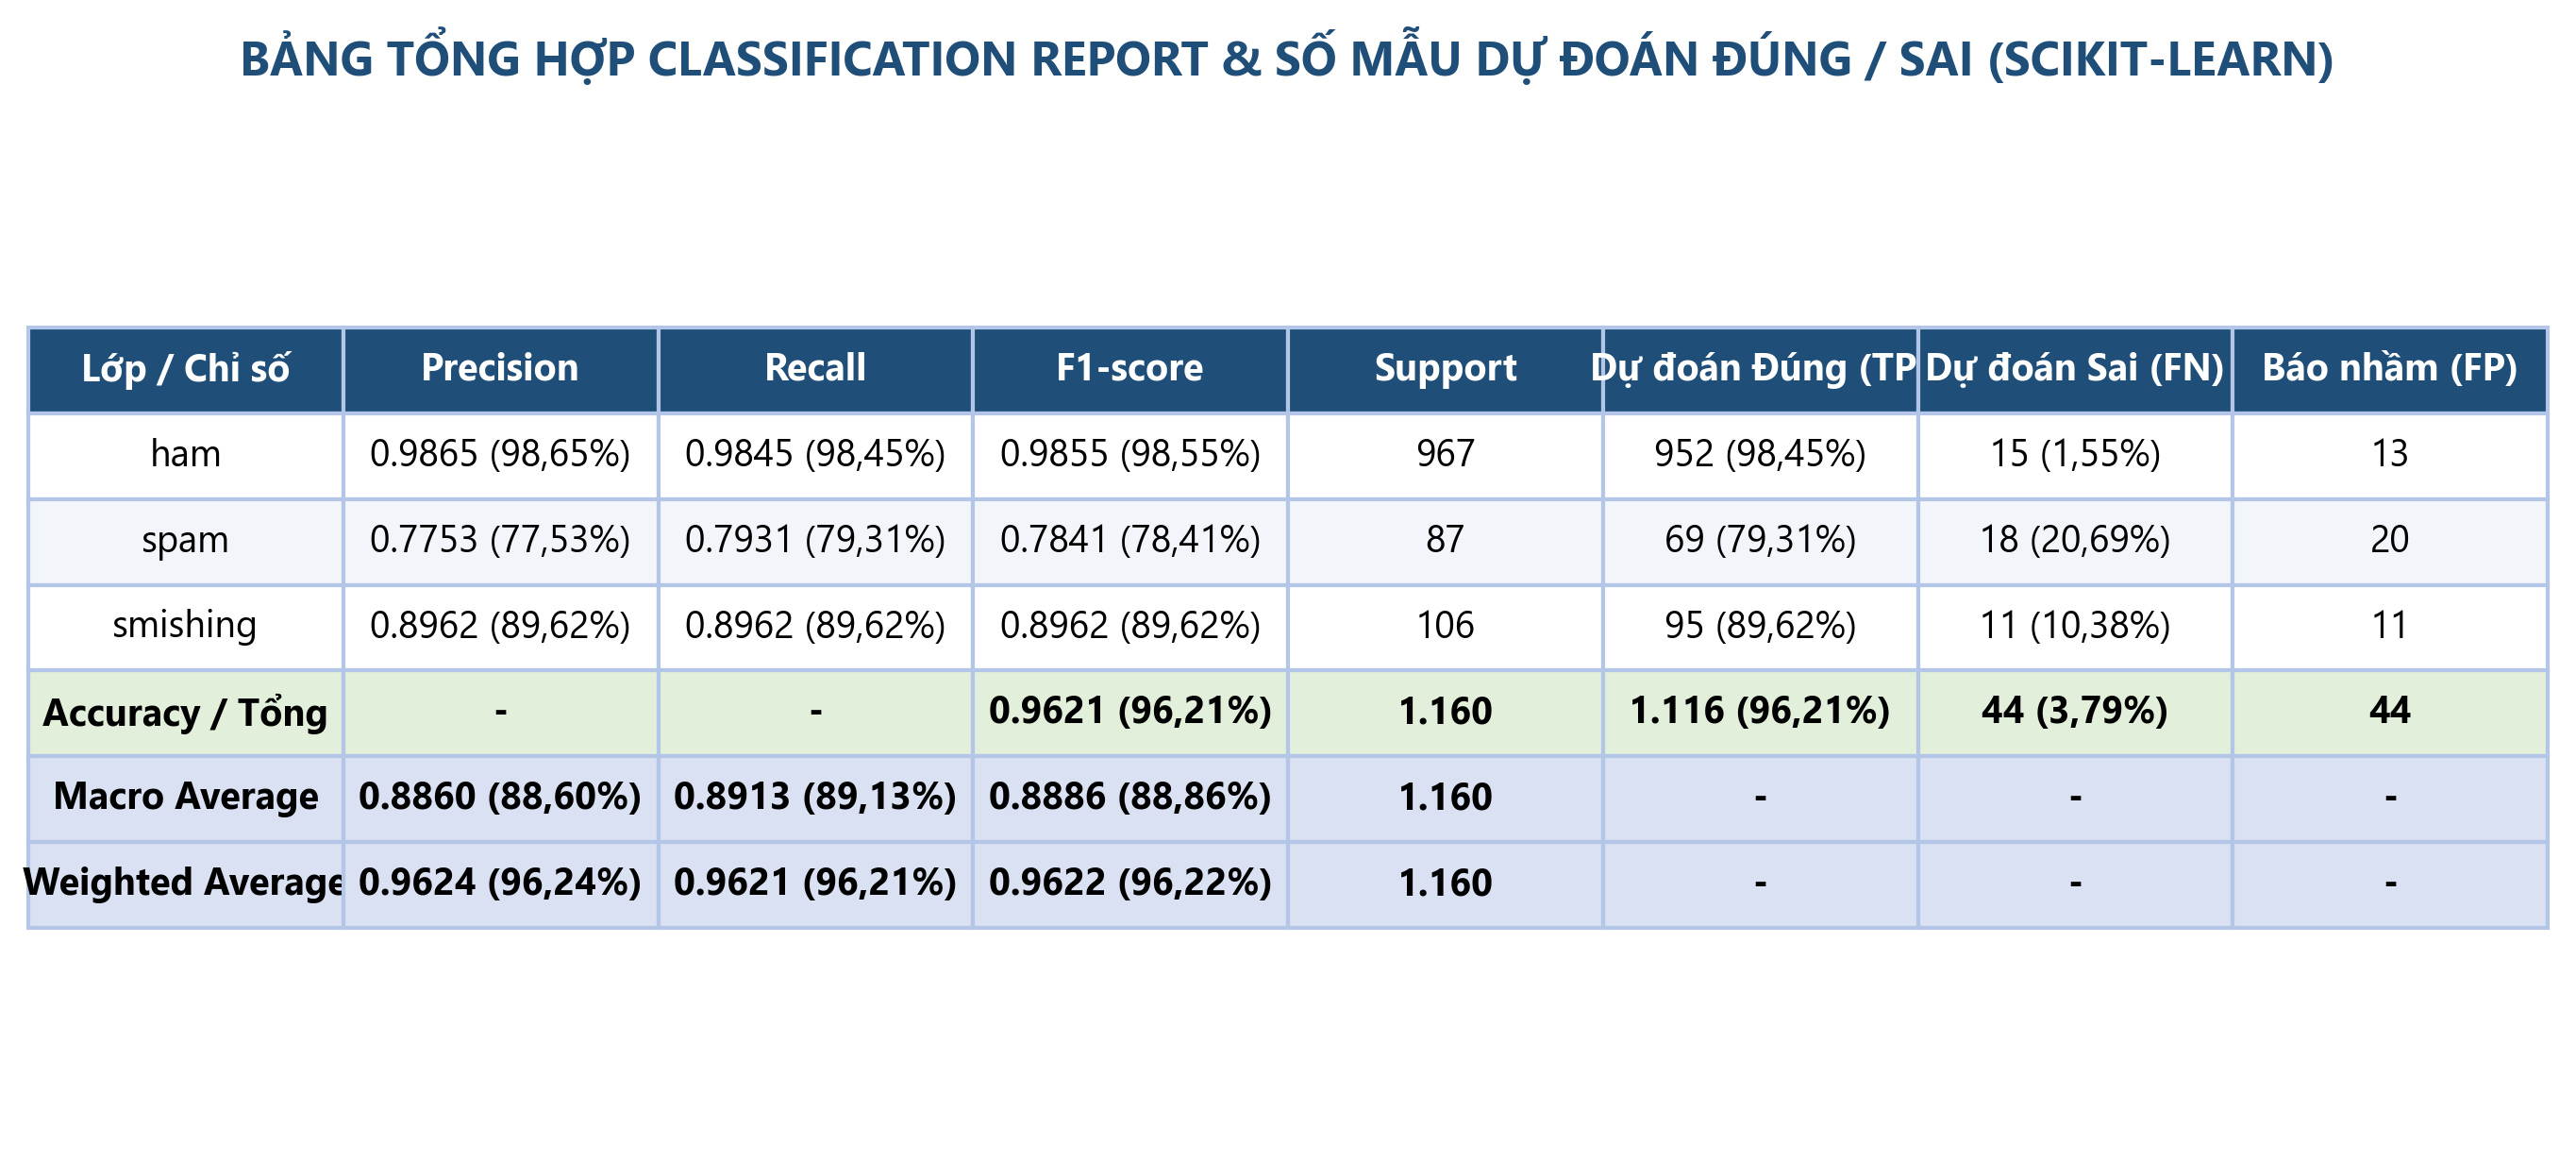 BẢNG TỔNG HỢP CLASSIFICATION REPORT & SỐ MẪU DỰ ĐOÁN ĐÚNG / SAI (SCIKIT-LEARN)
Lớp / Chỉ số Precision Recall F1-score Support Dự đoán Đúng (TP Dự đoán Sai (FN) Báo nhầm (FP)
ham 0.9865 (98,65%) 0.9845 (98,45%) 0.9855 (98,55%) 967 952 (98,45%) 15 (1,55%) 13
spam 0.7753 (77,53%) 0.7931 (79,31%) 0.7841 (78,41%) 87 69 (79,31%) 18 (20,69%) 20
smishing 0.8962 (89,62%) 0.8962 (89,62%) 0.8962 (89,62%) 106 95 (89,62%) 11 (10,38%) 11
Accuracy / Tổng - - 0.9621 (96,21%) 1.160 1.116 (96,21%) 44 (3,79%) 44
Macro Average 0.8860 (88,60%) 0.8913 (89,13%) 0.8886 (88,86%) 1.160 - - -
Weighted Average 0.9624 (96,24%) 0.9621 (96,21%) 0.9622 (96,22%) 1.160 - - -